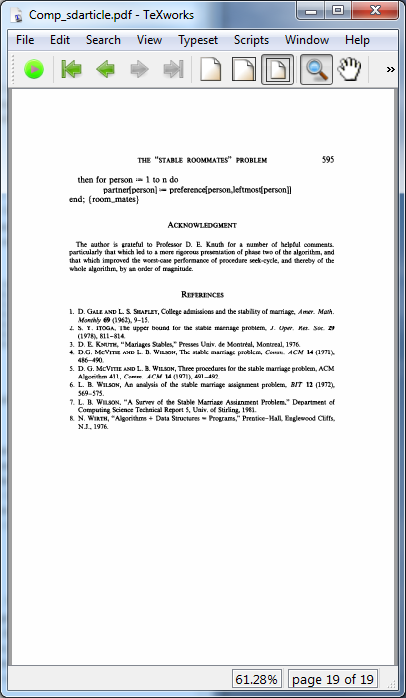 Comp_sdarticle.pdf - TeXworks
File Edit Search View Typeset Scripts Window Help
»
THE "STABLE ROOMMATES" PROBLEM 595
then for person := 1 to n do
partner[person] := preference[person,leftmost[person]]
end; {room_mates}
ACKNOWLEDGMENT
The author is grateful to Professor D. E. Knuth for a number of helpful comments,
particularly that which led to a more rigorous presentation of phase two of the algorithm, and
that which improved the worst-case performance of procedure seek-cycle, and thereby of the
whole algorithm, by an order of magnitude.
REFERENCES
1. D. GALE AND L. S. SHAPLEY, College admissions and the stability of marriage, Amer. Math.
Monthly 69 (1962), 9-15.
2. S. Y. ITOGA, The upper bound for the stable marriage problem, J. Oper. Res. Soc. 29
(1978), 811-814.
3. D. E. KNUTH, "Mariages Stables," Presses Univ. de Montréal, Montreal, 1976.
4. D.G. MCVITIE AND L. B. WILSON, The stable marriage problem, Comm. ACM 14 (1971),
486-490.
5. D. G. MCVITIE AND L. B. WILSON, Three procedures for the stable marriage problem, ACM
Algorithm 411, Comm. ACM 14 (1971), 491-492.
6. L. B. WILSON, An analysis of the stable marriage assignment problem, BIT 12 (1972),
569-575.
7. L. B. WILSON, "A Survey of the Stable Marriage Assignment Problem," Department of
Computing Science Technical Report 5, Univ. of Stirling, 1981.
8. N. WIRTH, "Algorithms + Data Structures = Programs," Prentice-Hall, Englewood Cliffs,
N.J., 1976.
61.28% page 19 of 19